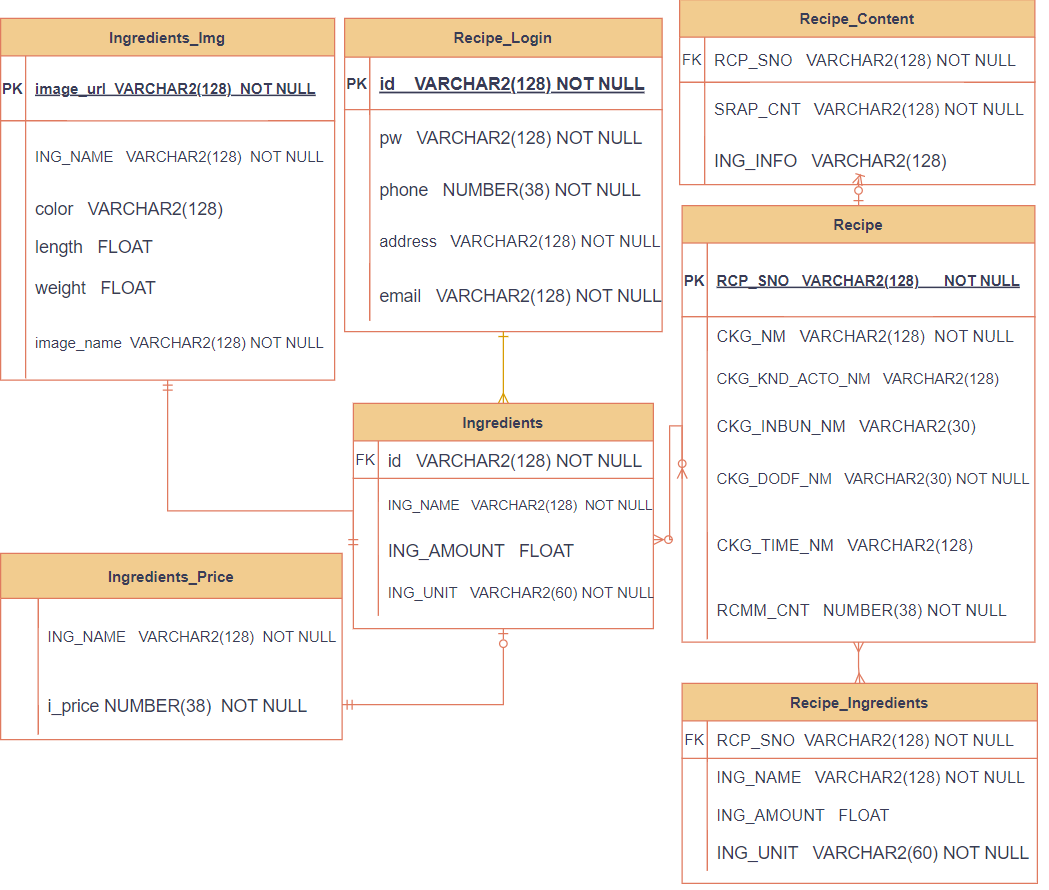 Ingredients_Img
PK image_url VARCHAR2(128) NOT NULL
ING_NAME VARCHAR2(128) NOT NULL
color VARCHAR2(128)
length FLOAT
weight FLOAT
image_name VARCHAR2(128) NOT NULL
Recipe_Login
PK id VARCHAR2(128) NOT NULL
pw VARCHAR2(128) NOT NULL
phone NUMBER(38) NOT NULL
address VARCHAR2(128) NOT NULL
email VARCHAR2(128) NOT NULL
Recipe_Content
FK RCP_SNO VARCHAR2(128) NOT NULL
SRAP_CNT VARCHAR2(128) NOT NULL
ING_INFO VARCHAR2(128)
Recipe
PK RCP_SNO VARCHAR2(128) NOT NULL
CKG_NM VARCHAR2(128) NOT NULL
CKG_KND_ACTO_NM VARCHAR2(128)
CKG_INBUN_NM VARCHAR2(30)
CKG_DODF_NM VARCHAR2(30) NOT NULL
CKG_TIME_NM VARCHAR2(128)
RCMM_CNT NUMBER(38) NOT NULL
Ingredients
FK id VARCHAR2(128) NOT NULL
ING_NAME VARCHAR2(128) NOT NULL
ING_AMOUNT FLOAT
ING_UNIT VARCHAR2(60) NOT NULL
Ingredients_Price
ING_NAME VARCHAR2(128) NOT NULL
i_price NUMBER(38) NOT NULL
Recipe_Ingredients
FK RCP_SNO VARCHAR2(128) NOT NULL
ING_NAME VARCHAR2(128) NOT NULL
ING_AMOUNT FLOAT
ING_UNIT VARCHAR2(60) NOT NULL